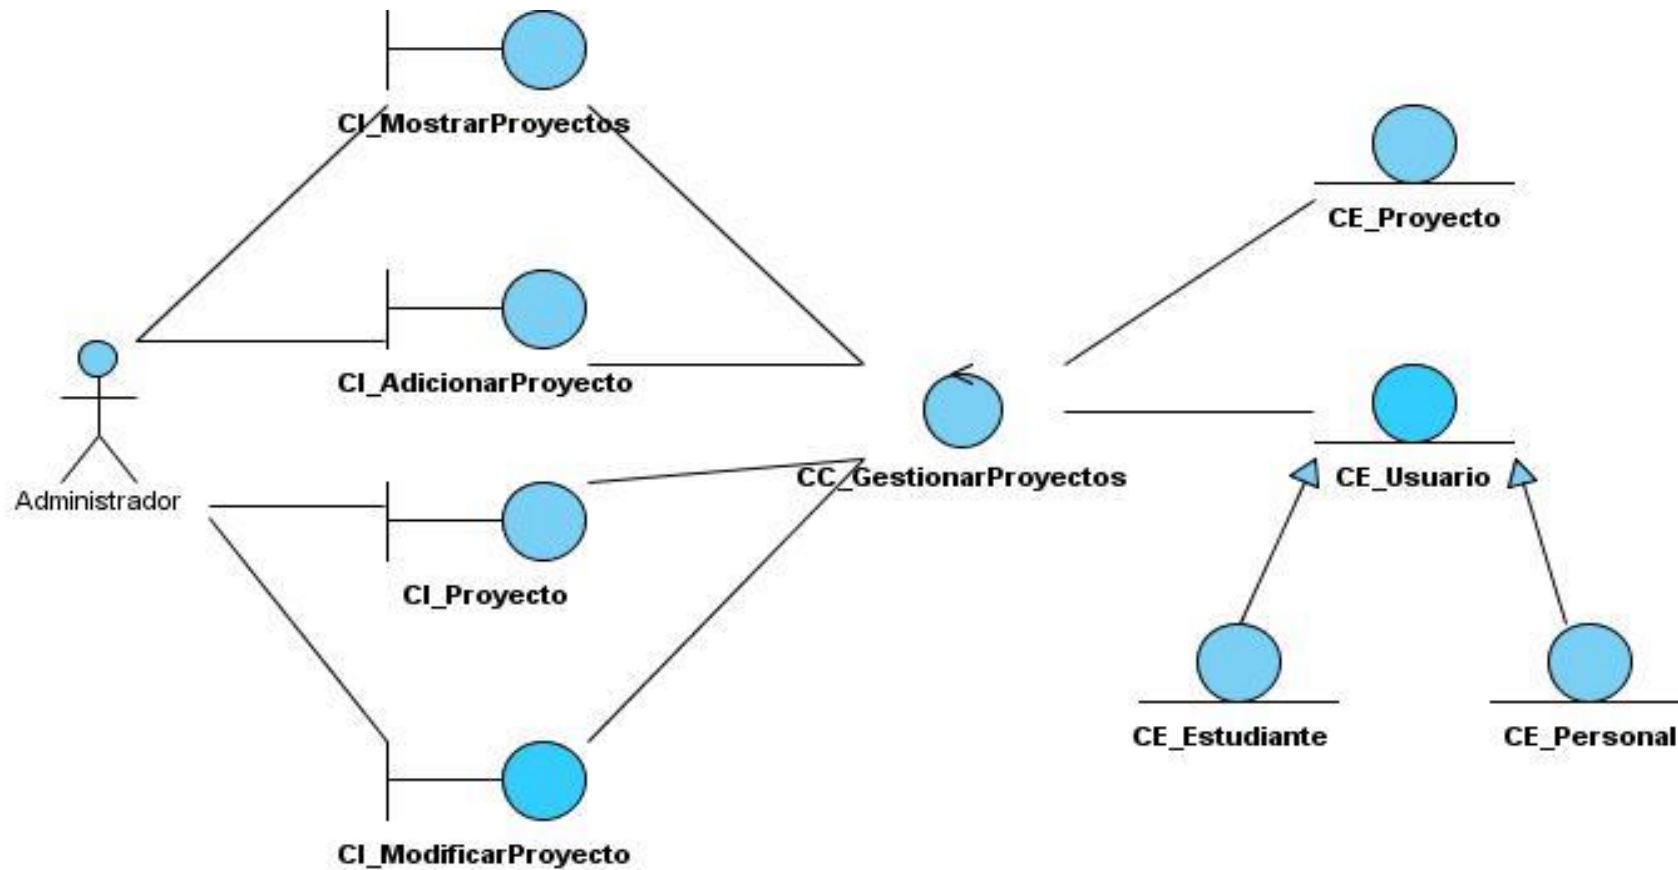 CI_MostrarProyectos
CE_Proyecto
CI_AdicionarProyecto
Administrador
CC_GestionarProyectos
CE_Usuario
CI_Proyecto
CE_Estudiante
CE_Personal
CI_ModificarProyecto